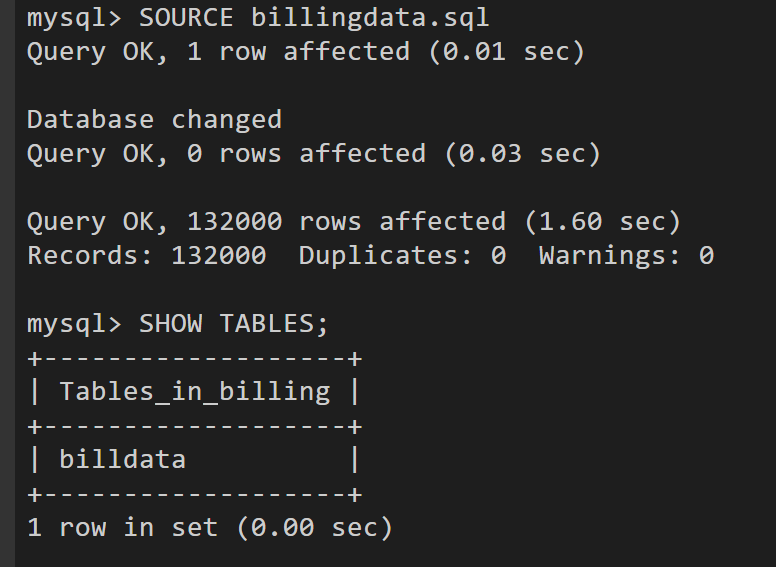 mysql> SOURCE billingdata.sql
Query OK, 1 row affected (0.01 sec)
Database changed
Query OK, 0 rows affected (0.03 sec)
Query OK, 132000 rows affected (1.60 sec)
Records: 132000  Duplicates: 0  Warnings: 0
mysql> SHOW TABLES;
+-------------------+
| Tables_in_billing |
+-------------------+
| billdata          |
+-------------------+
1 row in set (0.00 sec)